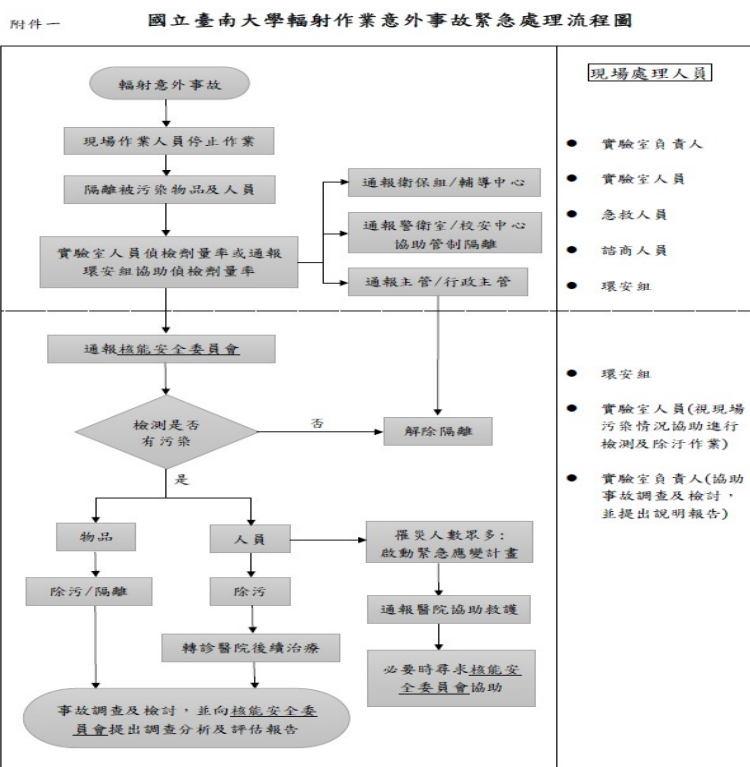 附件一
國立臺南大學輻射作業意外事故緊急處理流程圖
輻射意外事故
現場作業人員停止作業
隔離被污染物品及人員
實驗室人員偵檢劑量率或通報
環安組協助偵檢劑量率
通報衛保組/輔導中心
通報警衛室/校安中心
協助管制隔離
通報主管/行政主管
現場處理人員
● 實驗室負責人
● 實驗室人員
● 急救人員
● 諮商人員
● 環安組
通報核能安全委員會
檢測是否
有污染
否
解除隔離
是
物品
人員
罹災人數眾多:
啟動緊急應變計畫
除污/隔離
除污
通報醫院協助救護
轉診醫院後續治療
必要時尋求核能安
全委員會協助
事故調查及檢討，並向核能安全委
員會提出調查分析及評估報告
● 環安組
● 實驗室人員(視現場
污染情況協助進行
檢測及除汙作業)
● 實驗室負責人(協助
事故調查及檢討，
並提出說明報告)